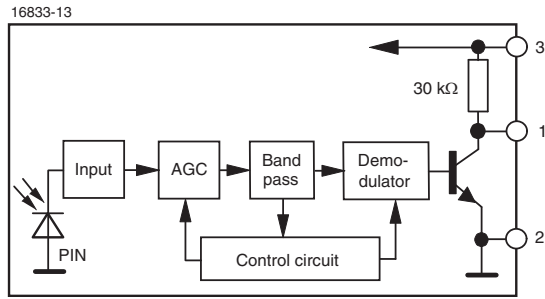 16833-13
3
30 kΩ
1
Input
AGC
Band
pass
Demo-
dulator
PIN
2
Control circuit